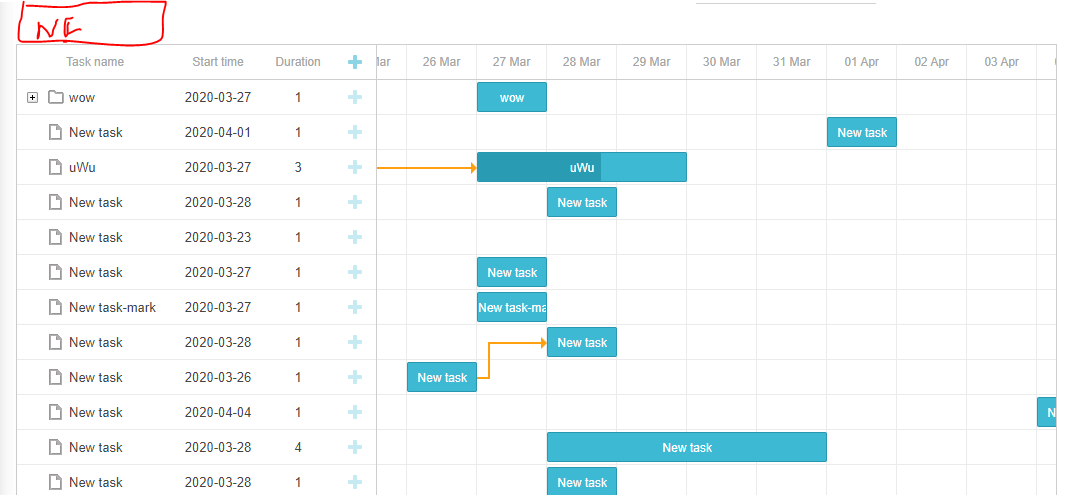 NE
Task name Start time Duration lar 26 Mar 27 Mar 28 Mar 29 Mar 30 Mar 31 Mar 01 Apr 02 Apr 03 Apr
wow 2020-03-27 1 wow
New task 2020-04-01 1 New task
uWu 2020-03-27 3 uWu
New task 2020-03-28 1 New task
New task 2020-03-23 1
New task 2020-03-27 1 New task
New task-mark 2020-03-27 1 New task-ma
New task 2020-03-28 1 New task
New task 2020-03-26 1 New task
New task 2020-04-04 1 N
New task 2020-03-28 4 New task
New task 2020-03-28 1 New task